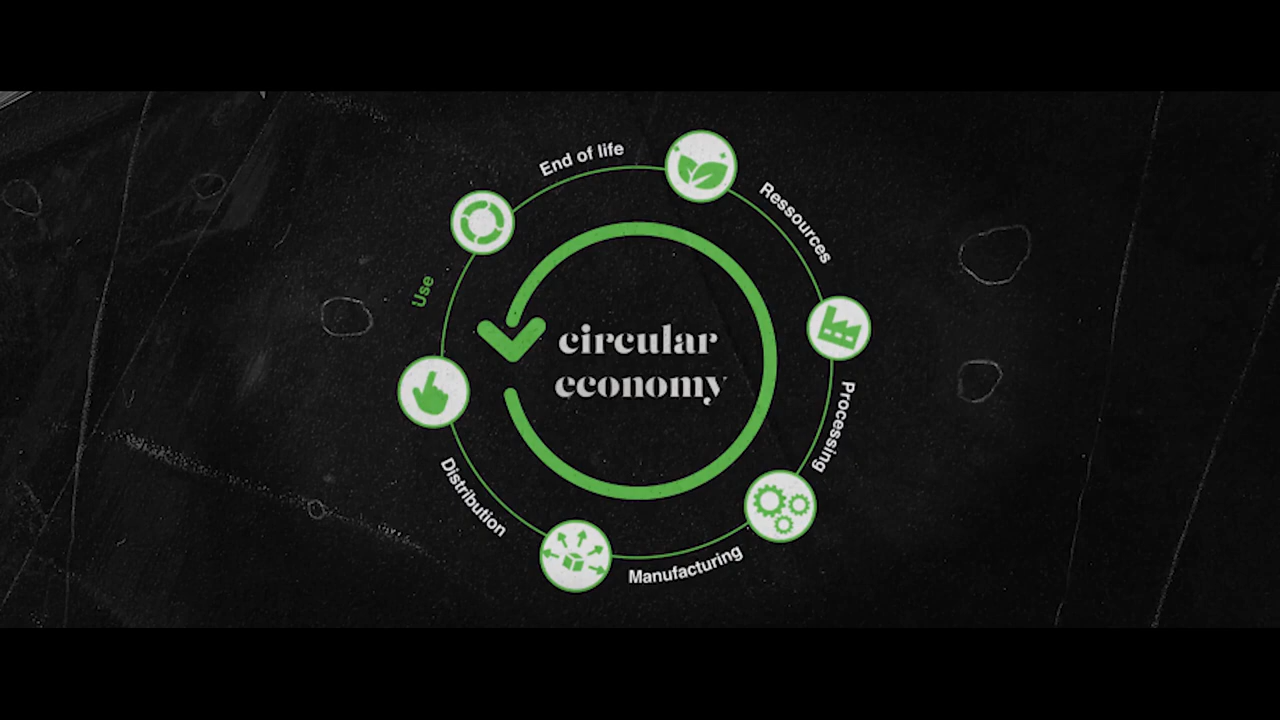 End of life
Ressources
Use
circular
economy
Processing
Distribution
Manufacturing